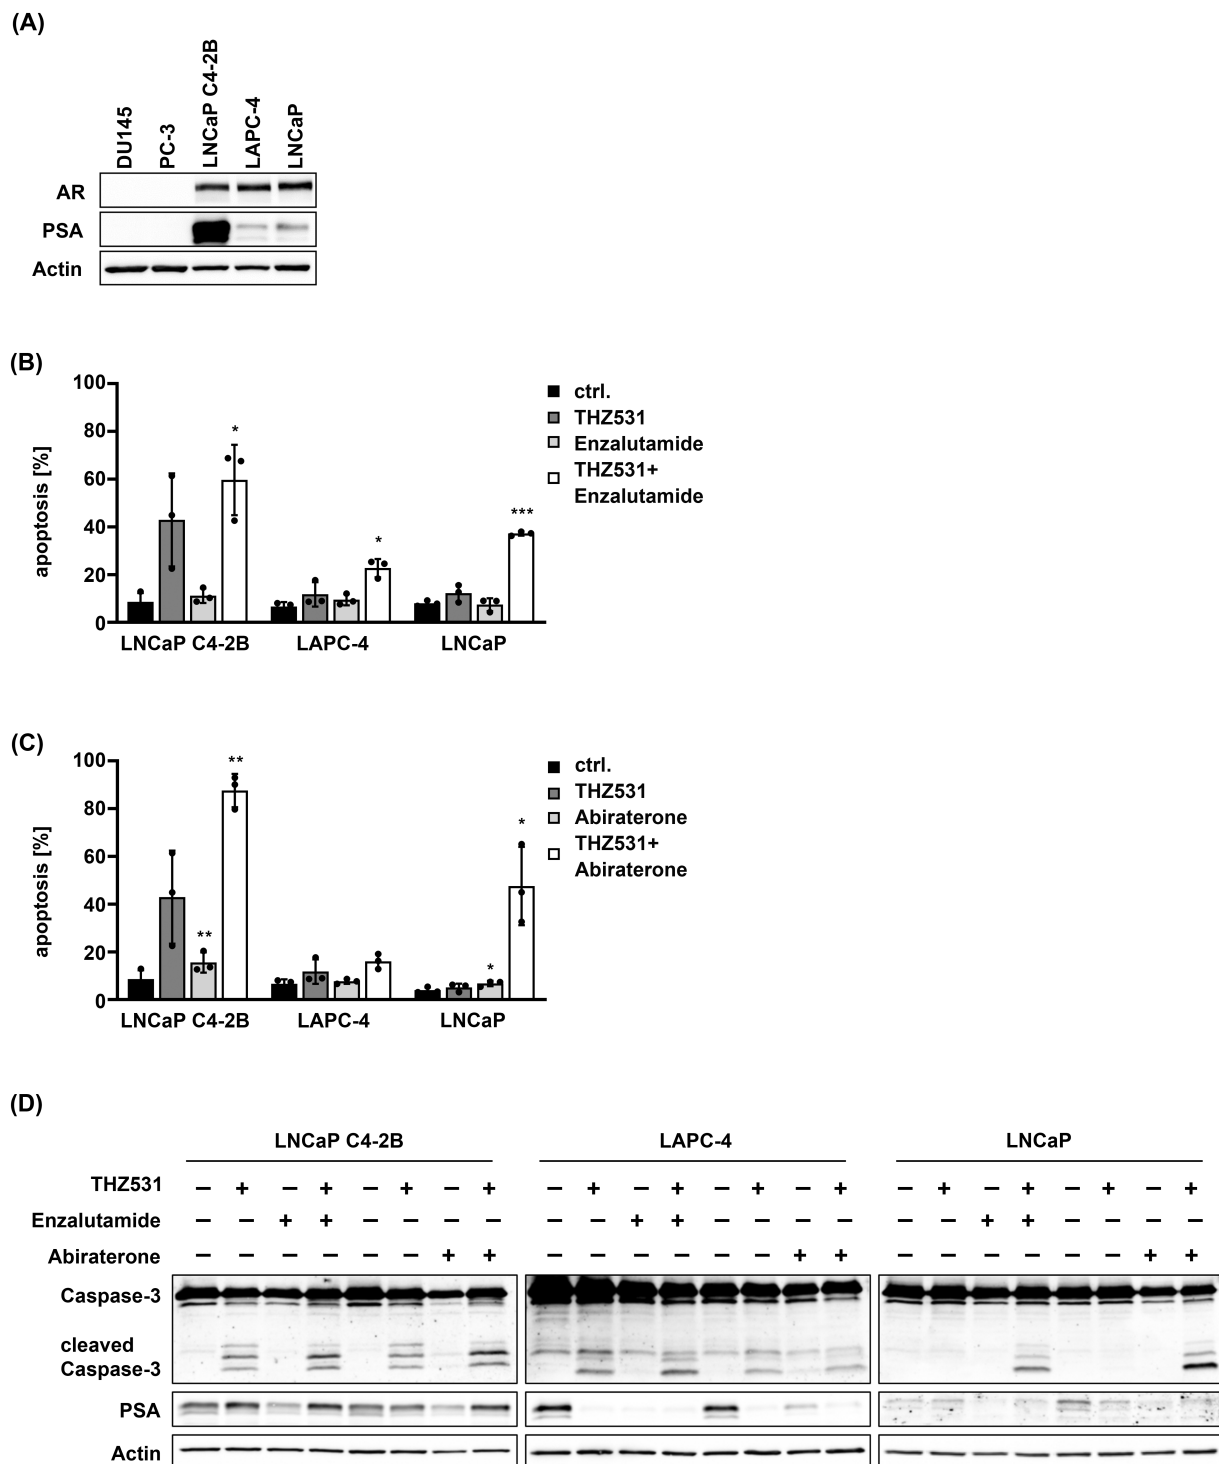 (A)
DU145
PC-3
LNCaP C4-2B
LAPC-4
LNCaP
AR
PSA
Actin
(B)
apoptosis [%]
100
80
60
40
20
0
*
*
***
LNCaP C4-2B
LAPC-4
LNCaP
ctrl.
THZ531
Enzalutamide
THZ531+
Enzalutamide
(C)
apoptosis [%]
100
80
60
40
20
0
**
**
*
*
LNCaP C4-2B
LAPC-4
LNCaP
ctrl.
THZ531
Abiraterone
THZ531+
Abiraterone
(D)
LNCaP C4-2B LAPC-4 LNCaP
THZ531 − + − + − + − + − + − + − + − + − + − + − + − +
Enzalutamide − − + + − − − − − − + + − − − − − − + + − − − −
Abiraterone − − − − − − + + − − − − − − + + − − − − − − + +
Caspase-3
cleaved
Caspase-3
PSA
Actin